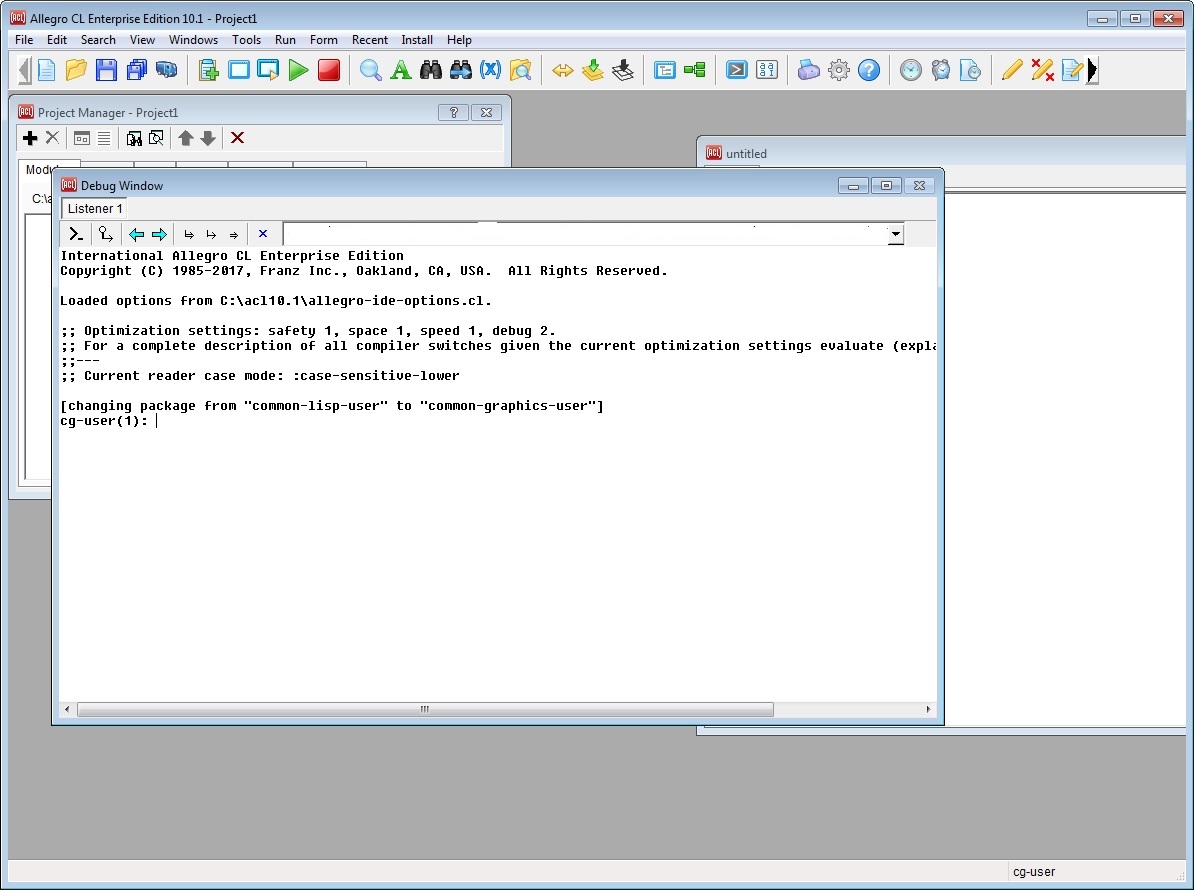 Allegro CL Enterprise Edition 10.1 - Project1
File Edit Search View Windows Tools Run Form Recent Install Help
Project Manager - Project1
untitled
Debug Window
Listener 1
International Allegro CL Enterprise Edition
Copyright (C) 1985-2017, Franz Inc., Oakland, CA, USA.  All Rights Reserved.
Loaded options from C:\acl10.1\allegro-ide-options.cl.
;; Optimization settings: safety 1, space 1, speed 1, debug 2.
;; For a complete description of all compiler switches given the current optimization settings evaluate (expla
;;---
;; Current reader case mode: :case-sensitive-lower
[changing package from "common-lisp-user" to "common-graphics-user"]
cg-user(1):
cg-user